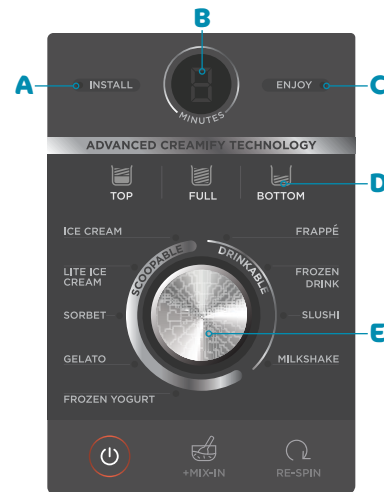 B
A
INSTALL
8
ENJOY
C
MINUTES
ADVANCED CREAMIFY TECHNOLOGY
TOP
FULL
BOTTOM
D
ICE CREAM
FRAPPÉ
SCOOPABLE
DRINKABLE
LITE ICE
CREAM
FROZEN
DRINK
SORBET
SLUSHI
E
GELATO
MILKSHAKE
FROZEN YOGURT
+MIX-IN
RE-SPIN